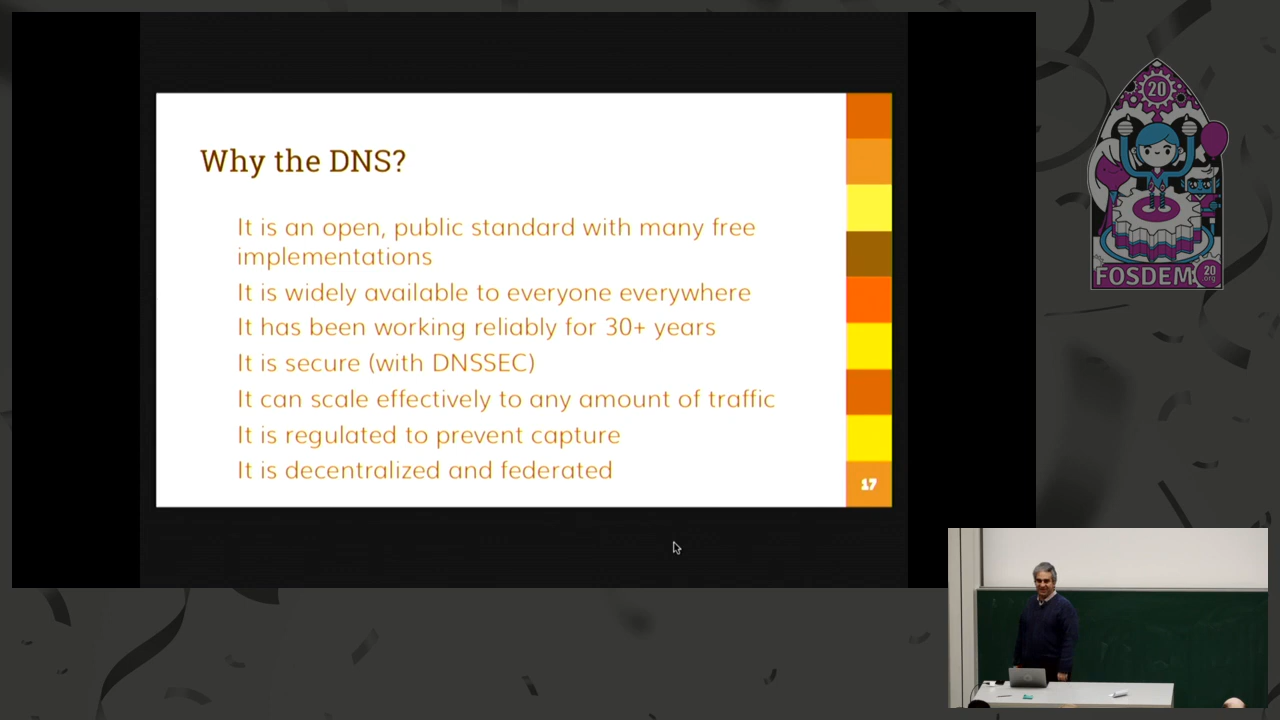 Why the DNS?
It is an open, public standard with many free
implementations
It is widely available to everyone everywhere
It has been working reliably for 30+ years
It is secure (with DNSSEC)
It can scale effectively to any amount of traffic
It is regulated to prevent capture
It is decentralized and federated
17
20
FOSDEM
20
org